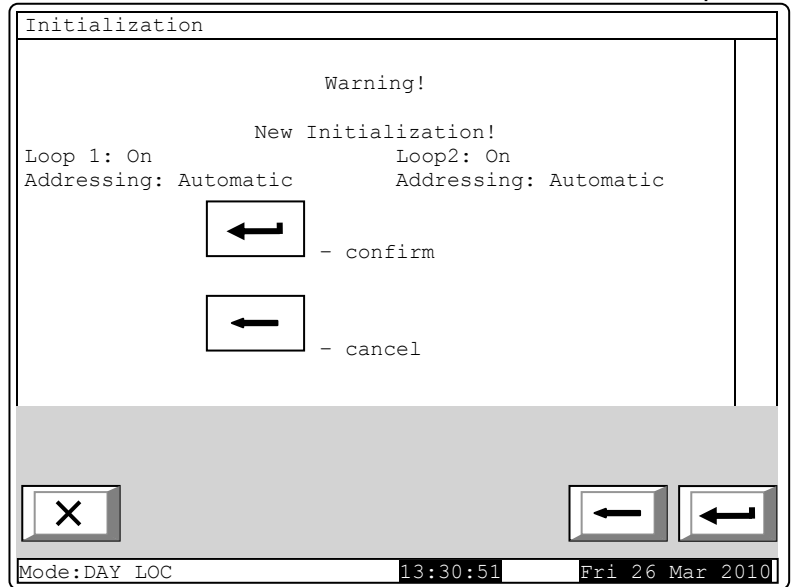 Initialization
Warning!
New Initialization!
Loop 1: On Loop2: On
Addressing: Automatic Addressing: Automatic
– confirm
– cancel
Mode:DAY LOC 13:30:51 Fri 26 Mar 2010